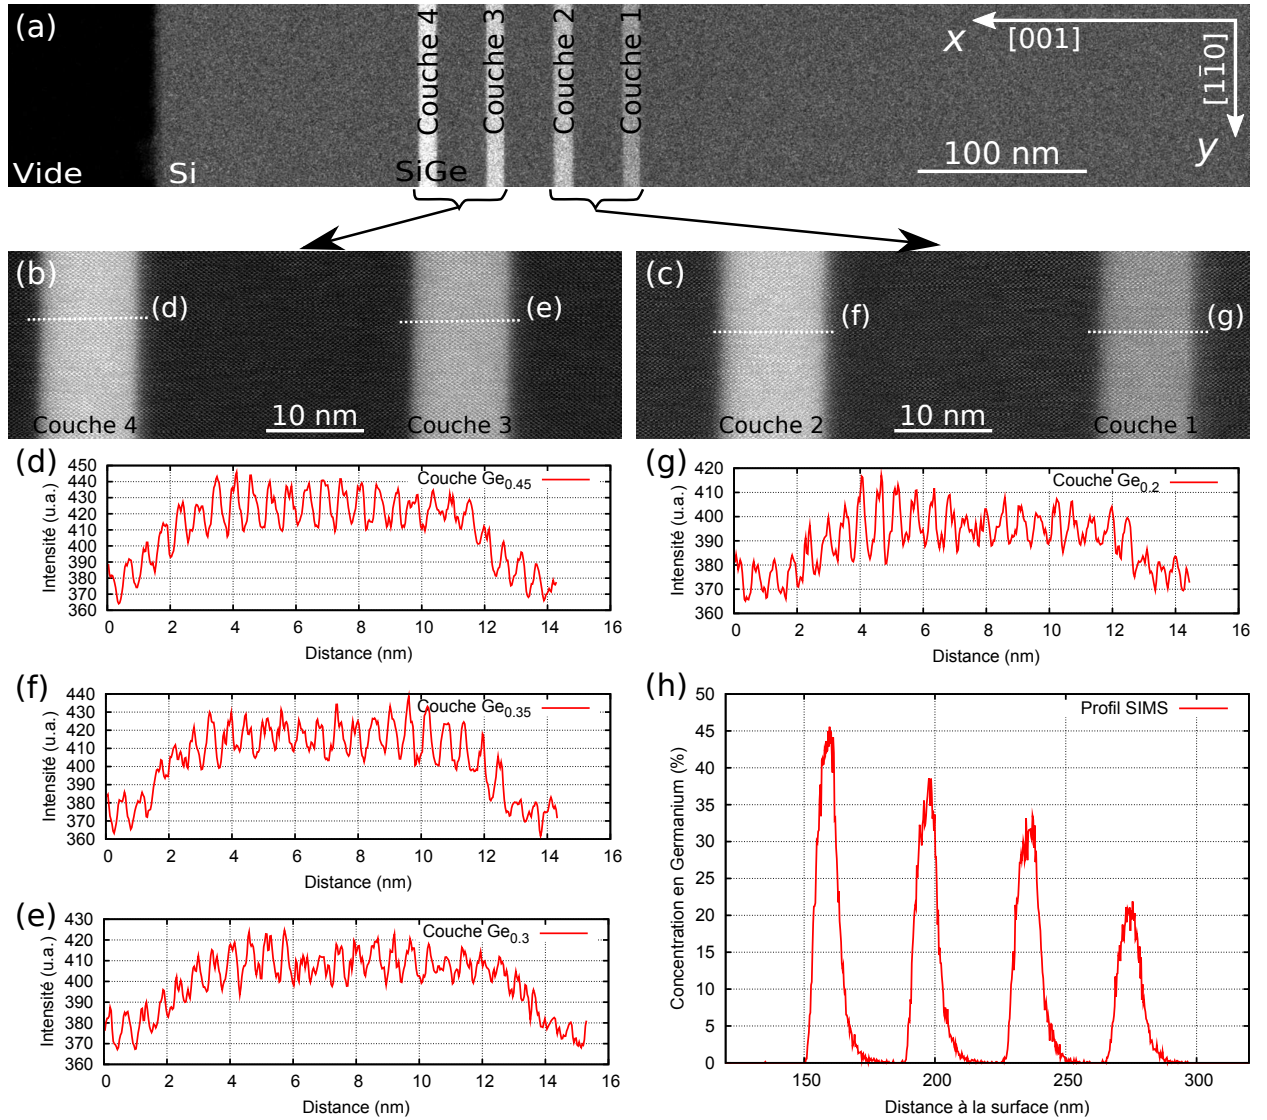 (a)
Couche 4
Couche 3
Couche 2
Couche 1
x
[001]
[11̄0]
y
100 nm
Vide
Si
SiGe
(b)
(d)
(e)
Couche 4
10 nm
Couche 3
(c)
(f)
(g)
Couche 2
10 nm
Couche 1
(d)
Couche Ge0.45
Intensité (u.a.)
450
440
430
420
410
400
390
380
370
360
0 2 4 6 8 10 12 14 16
Distance (nm)
(g)
Couche Ge0.2
Intensité (u.a.)
420
410
400
390
380
370
360
0 2 4 6 8 10 12 14 16
Distance (nm)
(f)
Couche Ge0.35
Intensité (u.a.)
440
430
420
410
400
390
380
370
360
0 2 4 6 8 10 12 14 16
Distance (nm)
(e)
Couche Ge0.3
Intensité (u.a.)
430
420
410
400
390
380
370
360
0 2 4 6 8 10 12 14 16
Distance (nm)
(h)
Profil SIMS
Concentration en Germanium (%)
50
45
40
35
30
25
20
15
10
5
0
150 200 250 300
Distance à la surface (nm)